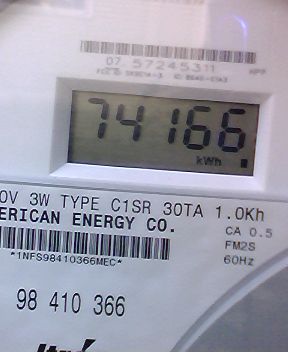 07 57245311
74166
kWh
0V 3W TYPE C1SR 30TA 1.0Kh
ERICAN ENERGY CO.
CA 0.5
FM2S
60Hz
*1NFS98410366MEC*
98 410 366